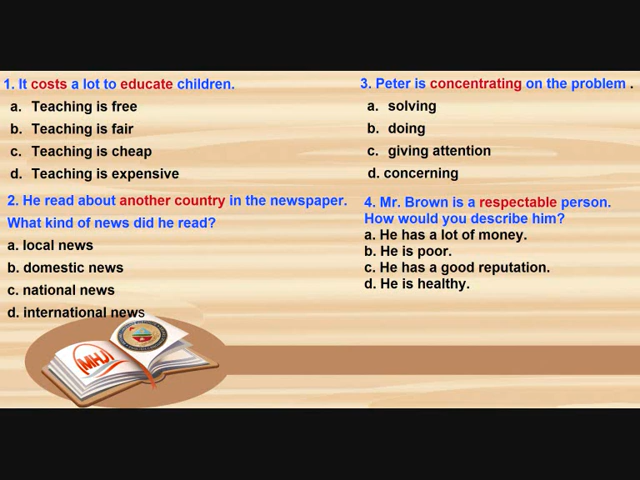 1. It costs a lot to educate children.
a. Teaching is free
b. Teaching is fair
c. Teaching is cheap
d. Teaching is expensive
2. He read about another country in the newspaper.
What kind of news did he read?
a. local news
b. domestic news
c. national news
d. international news
3. Peter is concentrating on the problem .
a. solving
b. doing
c. giving attention
d. concerning
4. Mr. Brown is a respectable person.
How would you describe him?
a. He has a lot of money.
b. He is poor.
c. He has a good reputation.
d. He is healthy.